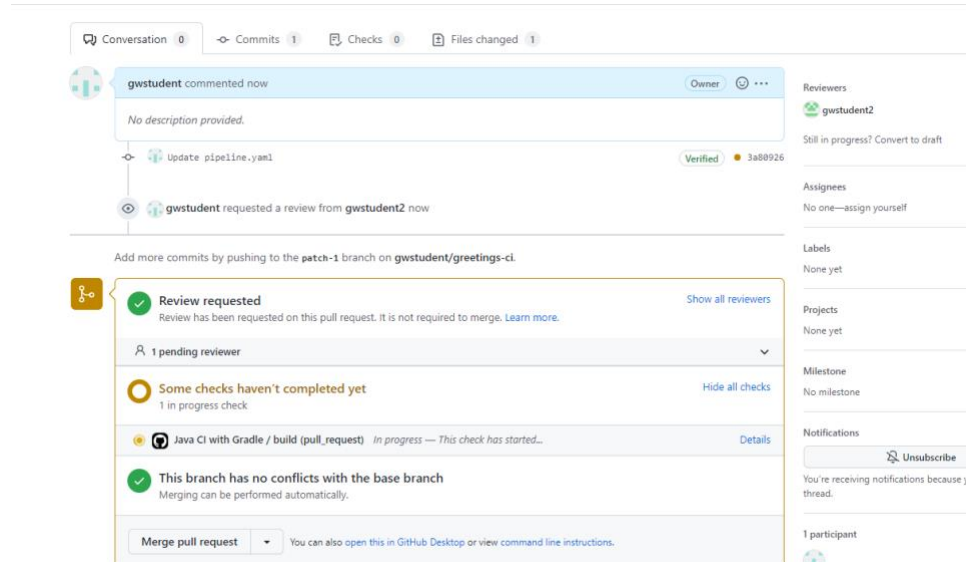 Conversation 0
Commits 1
Checks 0
Files changed 1
gwstudent commented now
Owner
No description provided.
Update pipeline.yaml
Verified
3a80926
gwstudent requested a review from gwstudent2 now
Add more commits by pushing to the patch-1 branch on gwstudent/greetings-ci.
Review requested
Show all reviewers
Review has been requested on this pull request. It is not required to merge. Learn more.
1 pending reviewer
Some checks haven't completed yet
Hide all checks
1 in progress check
Java CI with Gradle / build (pull_request) In progress — This check has started...
Details
This branch has no conflicts with the base branch
Merging can be performed automatically.
Merge pull request
You can also open this in GitHub Desktop or view command line instructions.
Reviewers
gwstudent2
Still in progress? Convert to draft
Assignees
No one—assign yourself
Labels
None yet
Projects
None yet
Milestone
No milestone
Notifications
Unsubscribe
You're receiving notifications because
thread.
1 participant